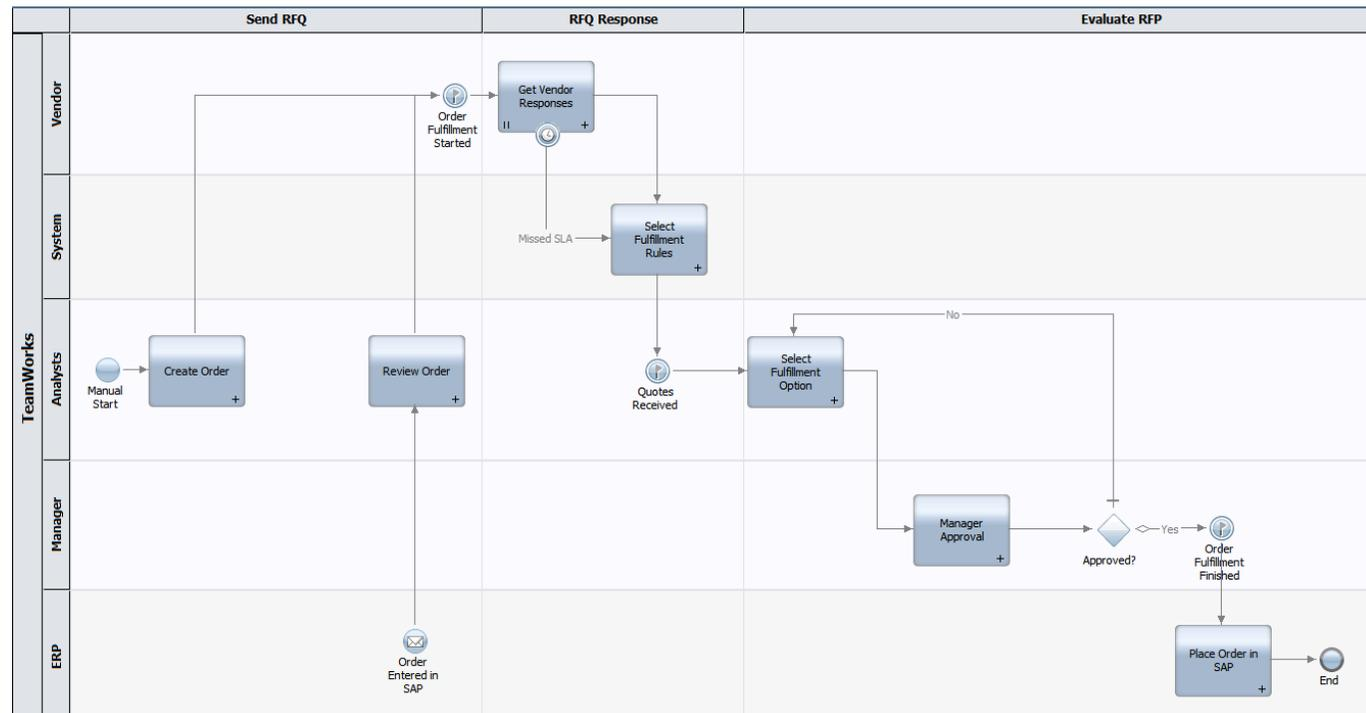 Send RFQ
RFQ Response
Evaluate RFP
TeamWorks
Vendor
Order
Fulfillment
Started
Get Vendor
Responses
System
Missed SLA
Select
Fulfillment
Rules
Analysts
Manual
Start
Create Order
Review Order
Quotes
Received
Select
Fulfillment
Option
No
Manager
Manager
Approval
Approved?
Yes
Order
Fulfillment
Finished
ERP
Order
Entered in
SAP
Place Order in
SAP
End